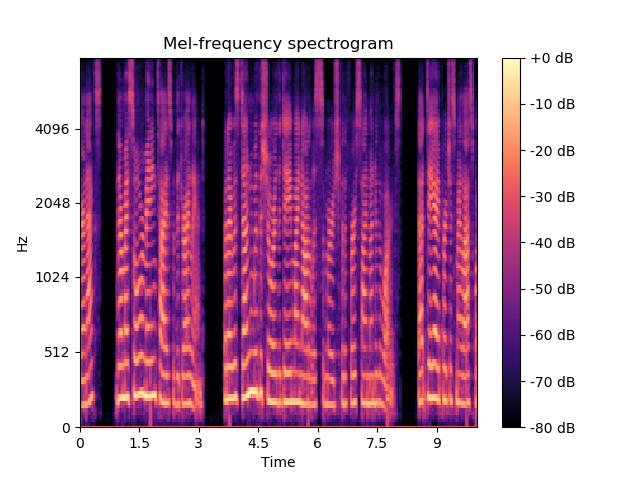 Mel-frequency spectrogram
Hz
4096
2048
1024
512
0
0 1.5 3 4.5 6 7.5 9
Time
+0 dB
-10 dB
-20 dB
-30 dB
-40 dB
-50 dB
-60 dB
-70 dB
-80 dB